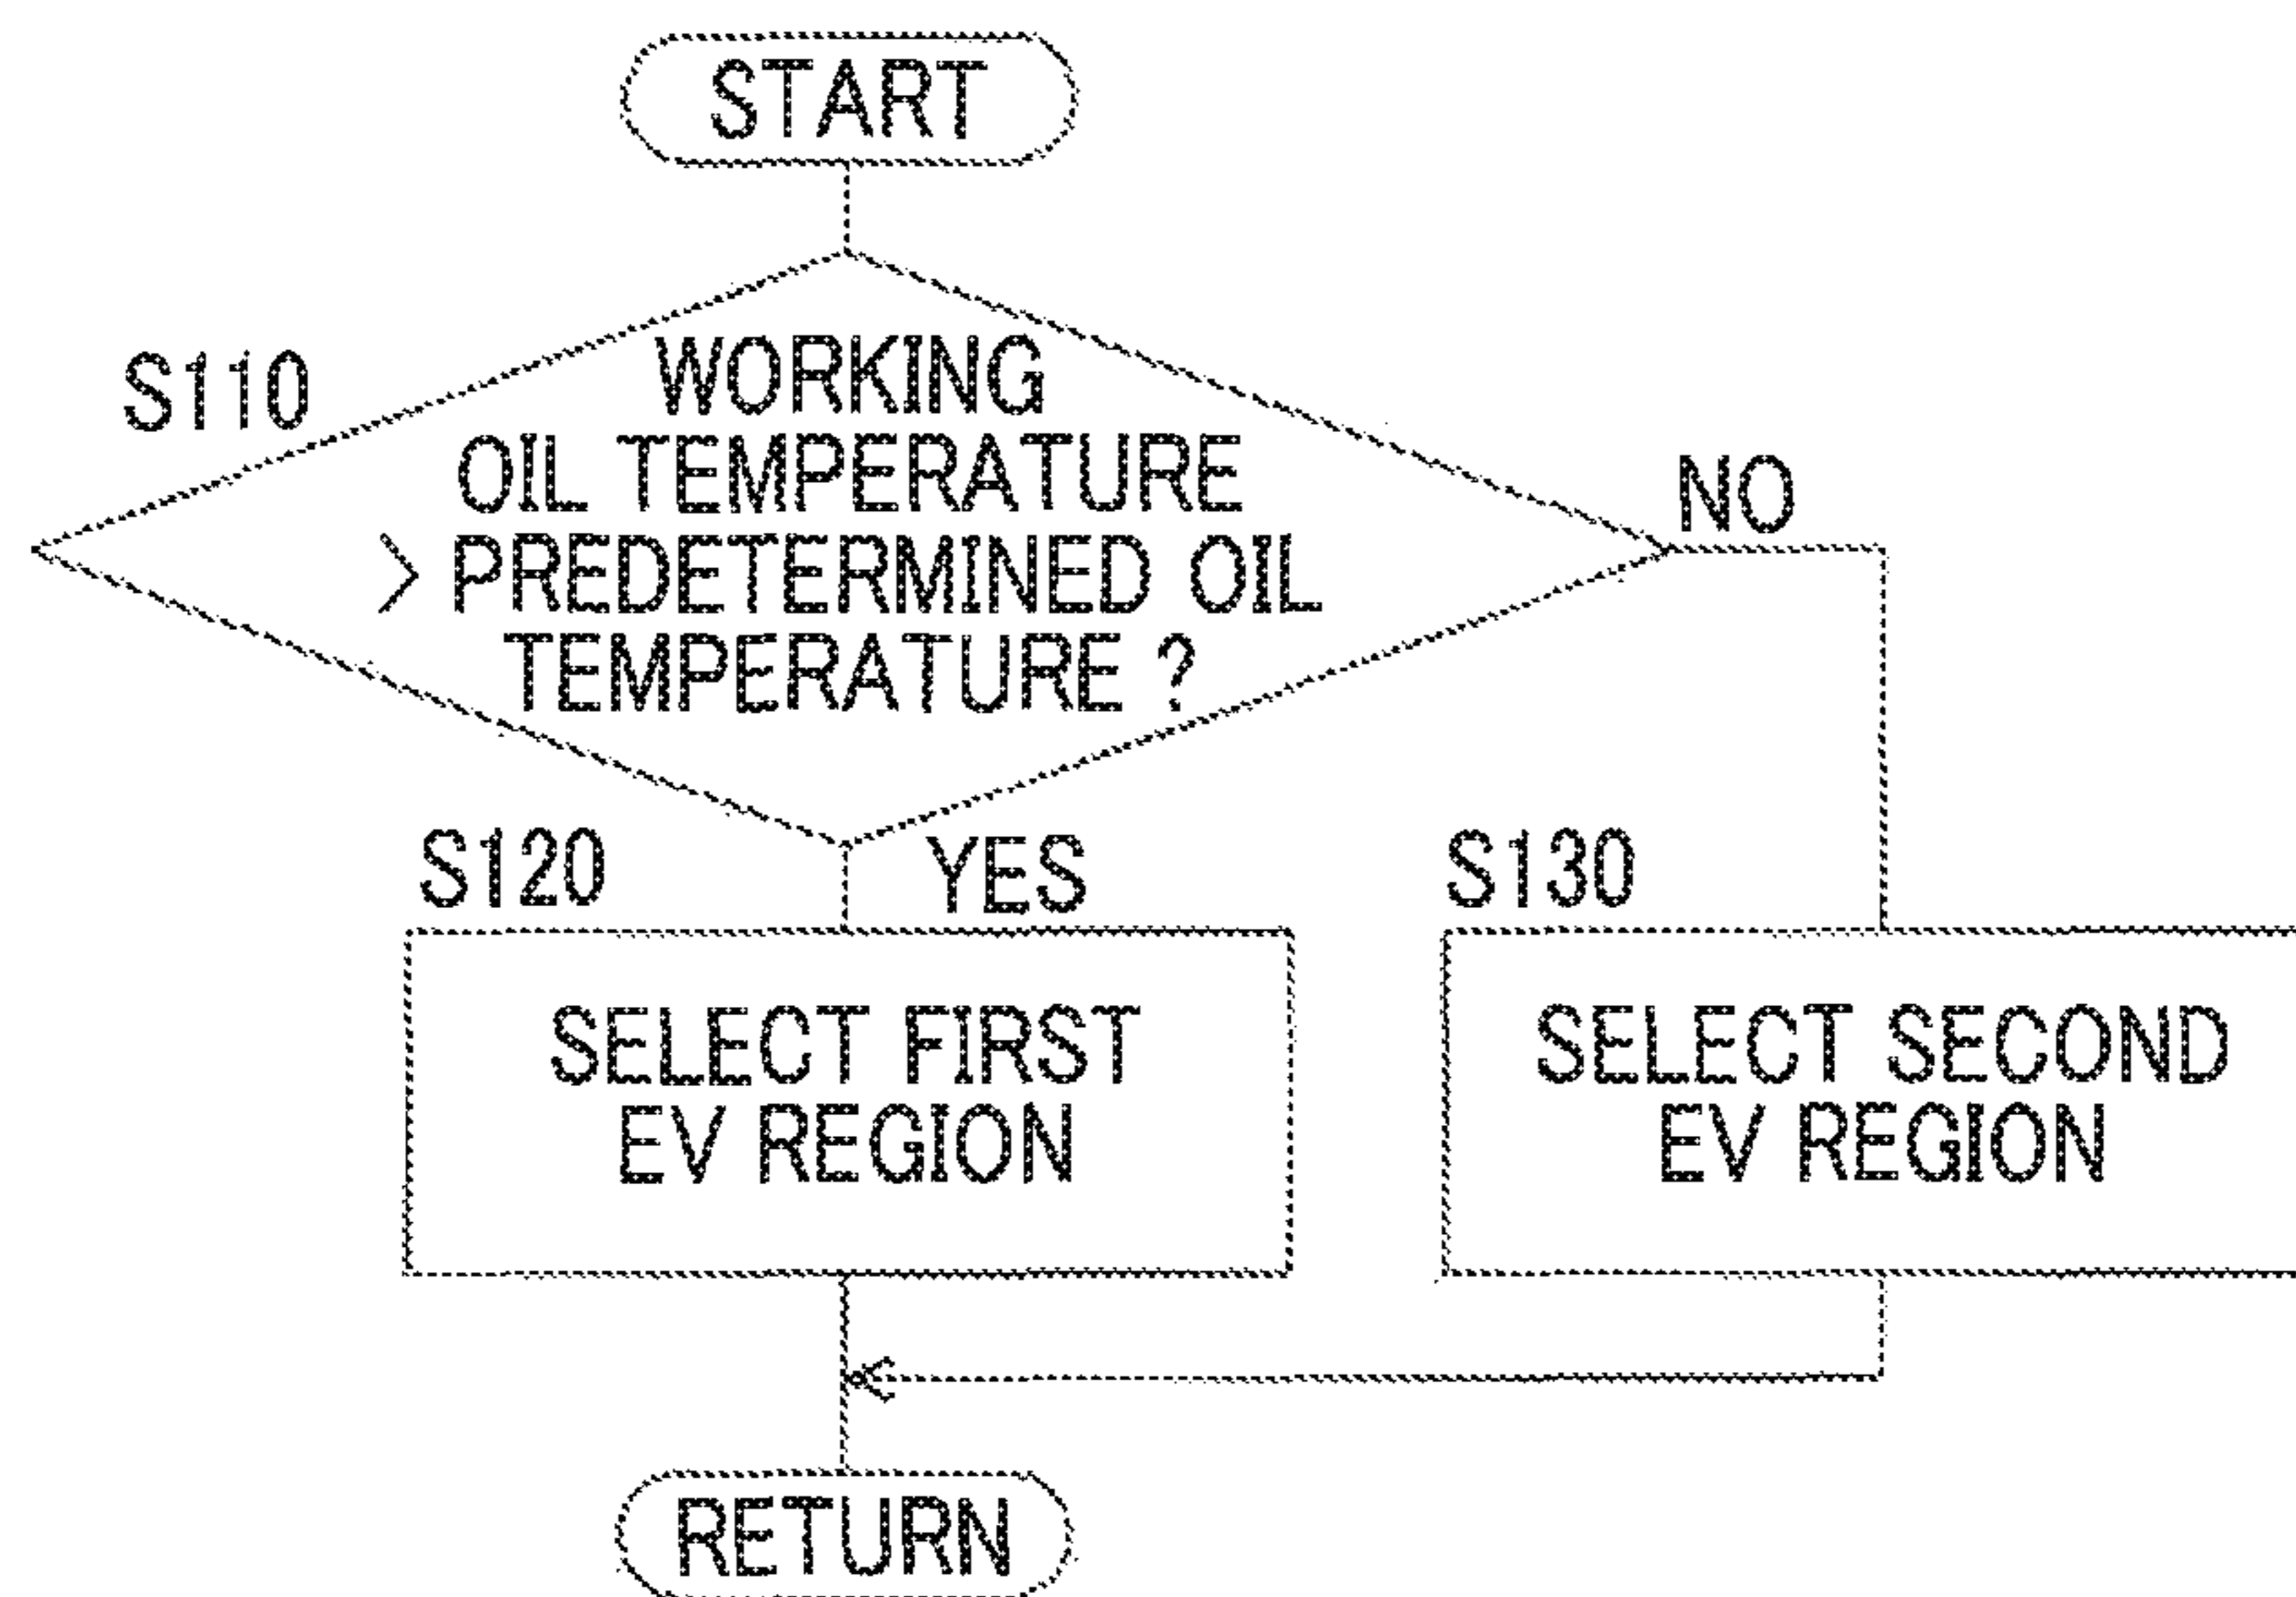 START
S110
WORKING
OIL TEMPERATURE
> PREDETERMINED OIL
TEMPERATURE ?
NO
S120
YES
S130
SELECT FIRST
EV REGION
SELECT SECOND
EV REGION
RETURN